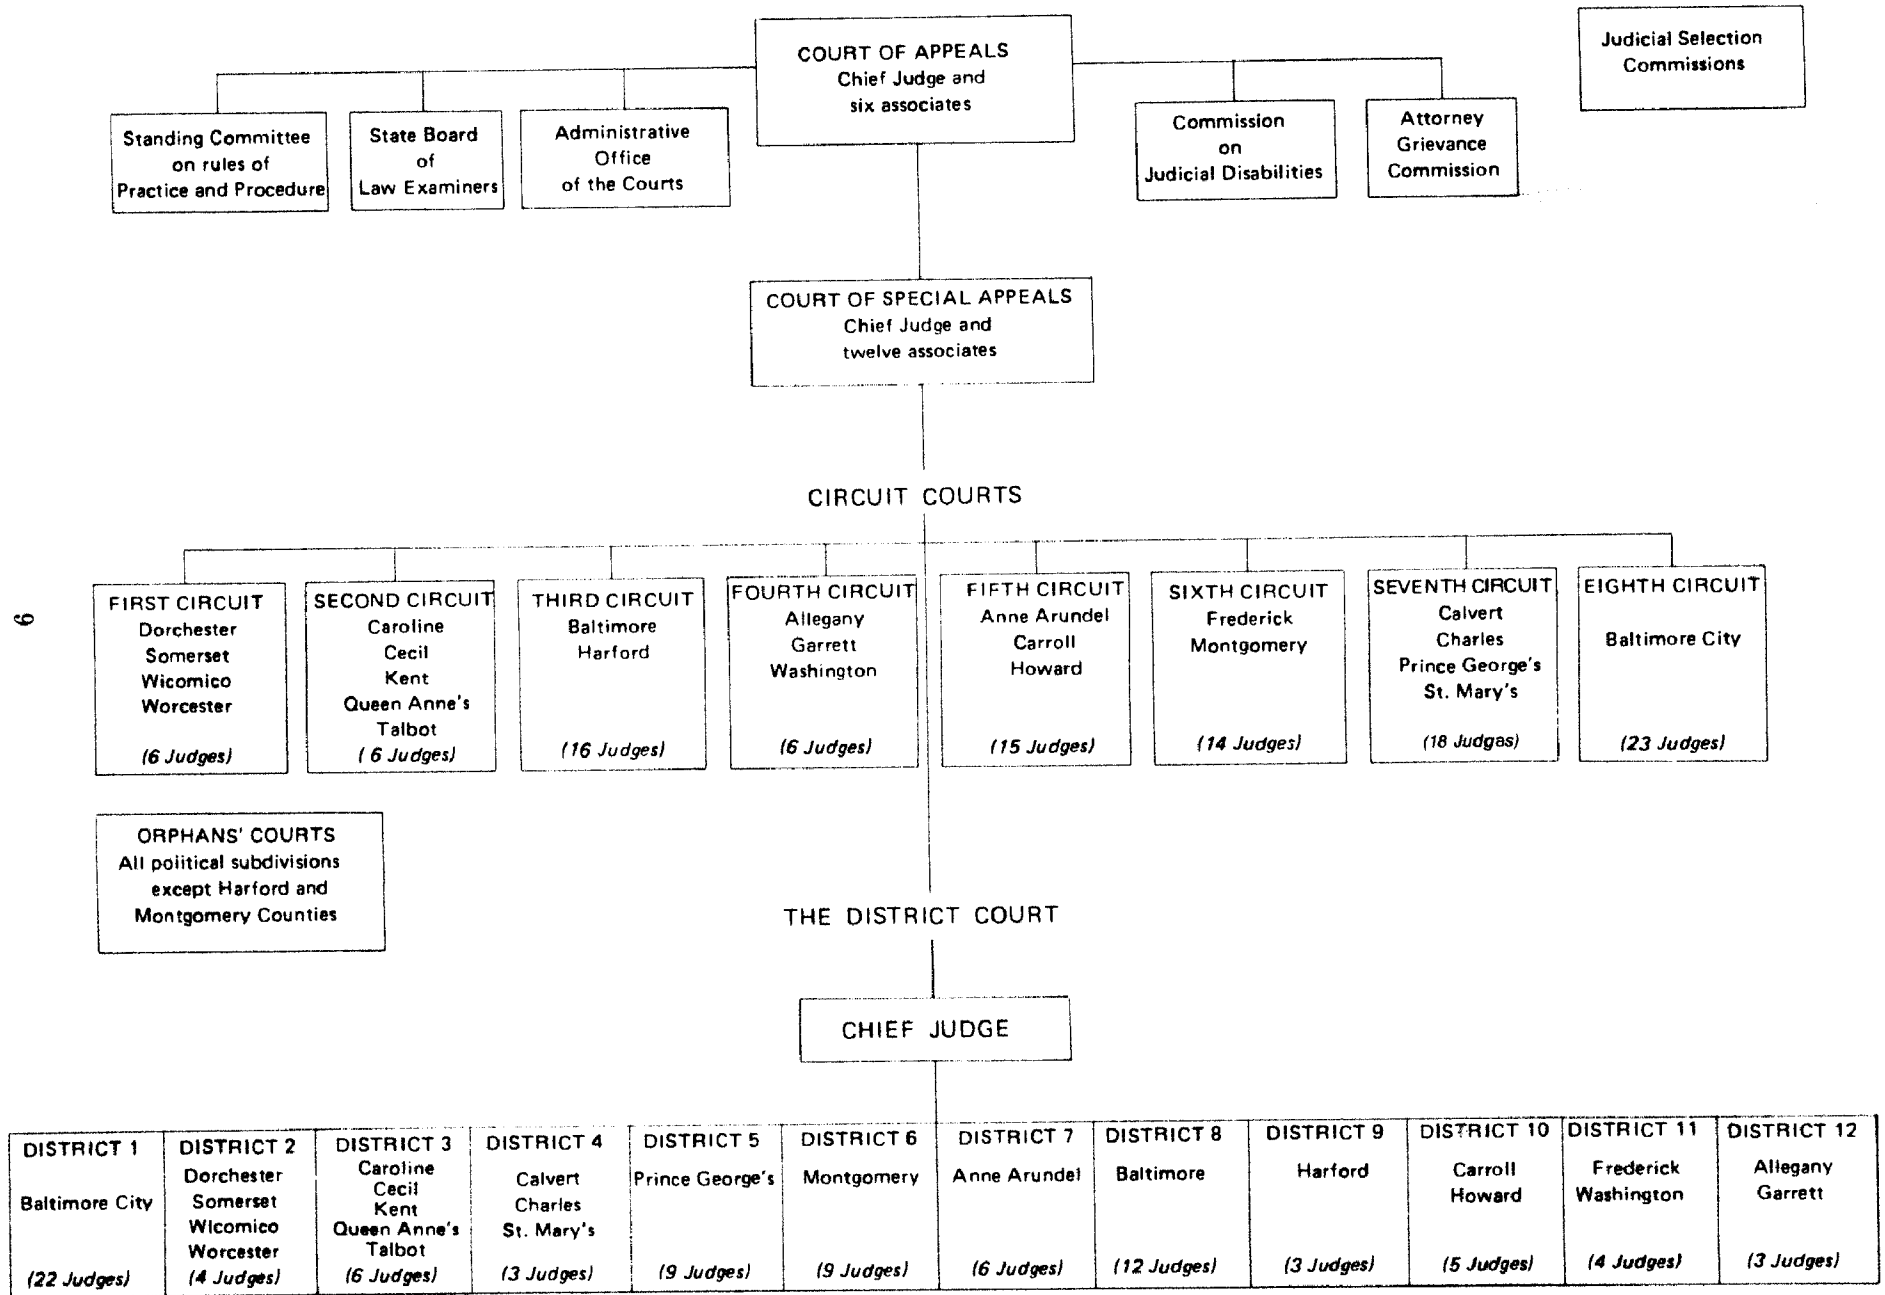 COURT OF APPEALS
Chief Judge and
six associates
Judicial Selection
Commissions
Standing Committee
on rules of
Practice and Procedure
State Board
of
Law Examiners
Administrative
Office
of the Courts
Commission
on
Judicial Disabilities
Attorney
Grievance
Commission
COURT OF SPECIAL APPEALS
Chief Judge and
twelve associates
CIRCUIT COURTS
FIRST CIRCUIT
Dorchester
Somerset
Wicomico
Worcester
(6 Judges)
SECOND CIRCUIT
Caroline
Cecil
Kent
Queen Anne's
Talbot
( 6 Judges)
THIRD CIRCUIT
Baltimore
Harford
(16 Judges)
FOURTH CIRCUIT
Allegany
Garrett
Washington
(6 Judges)
FIFTH CIRCUIT
Anne Arundel
Carroll
Howard
(15 Judges)
SIXTH CIRCUIT
Frederick
Montgomery
(14 Judges)
SEVENTH CIRCUIT
Calvert
Charles
Prince George's
St. Mary's
(18 Judges)
EIGHTH CIRCUIT
Baltimore City
(23 Judges)
6
ORPHANS' COURTS
All political subdivisions
except Harford and
Montgomery Counties
THE DISTRICT COURT
CHIEF JUDGE
DISTRICT 1
Baltimore City
(22 Judges)
DISTRICT 2
Dorchester
Somerset
Wicomico
Worcester
(4 Judges)
DISTRICT 3
Caroline
Cecil
Kent
Queen Anne's
Talbot
(6 Judges)
DISTRICT 4
Calvert
Charles
St. Mary's
(3 Judges)
DISTRICT 5
Prince George's
(9 Judges)
DISTRICT 6
Montgomery
(9 Judges)
DISTRICT 7
Anne Arundel
(6 Judges)
DISTRICT 8
Baltimore
(12 Judges)
DISTRICT 9
Harford
(3 Judges)
DISTRICT 10
Carroll
Howard
(5 Judges)
DISTRICT 11
Frederick
Washington
(4 Judges)
DISTRICT 12
Allegany
Garrett
(3 Judges)